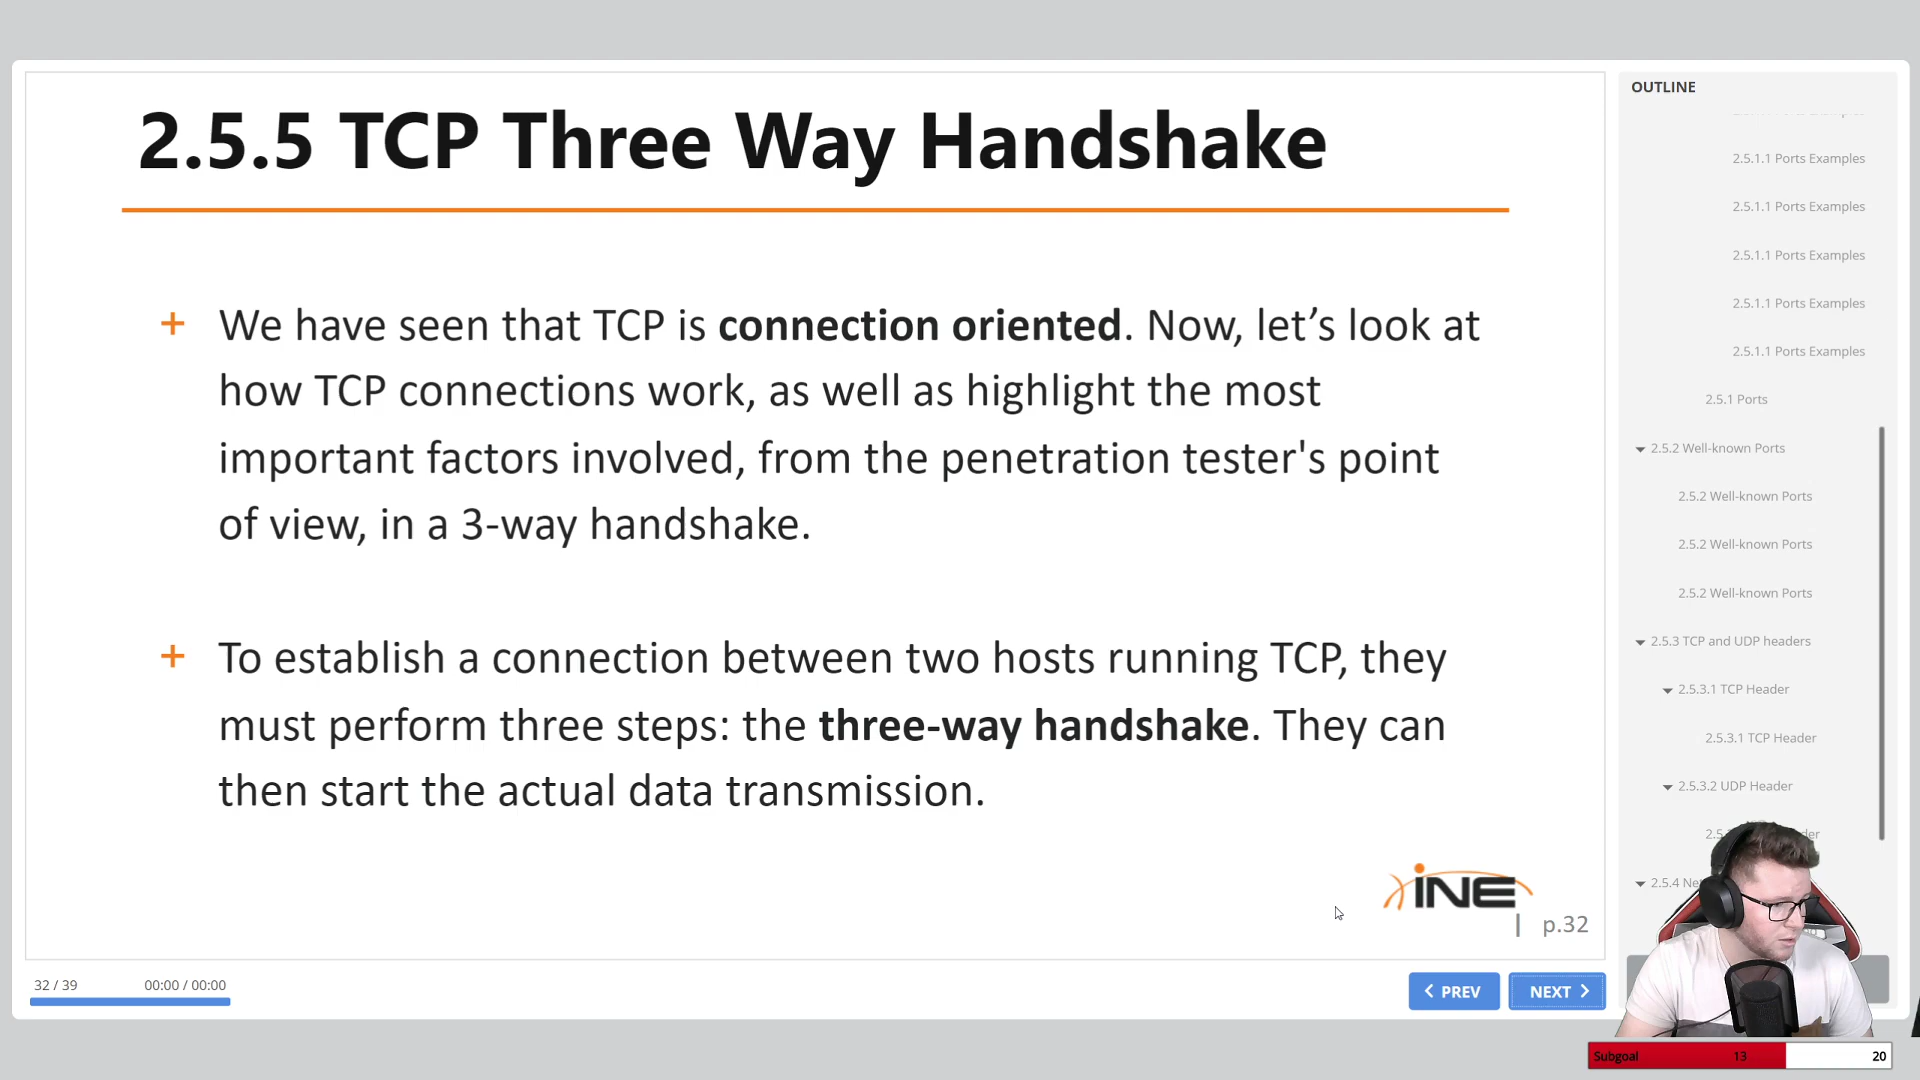 2.5.5 TCP Three Way Handshake
+ We have seen that TCP is connection oriented. Now, let’s look at
how TCP connections work, as well as highlight the most
important factors involved, from the penetration tester's point
of view, in a 3-way handshake.
+ To establish a connection between two hosts running TCP, they
must perform three steps: the three-way handshake. They can
then start the actual data transmission.
iNE
| p.32
32 / 39
00:00 / 00:00
PREV
NEXT
OUTLINE
2.5.1.1 Ports Examples
2.5.1.1 Ports Examples
2.5.1.1 Ports Examples
2.5.1.1 Ports Examples
2.5.1.1 Ports Examples
2.5.1 Ports
2.5.2 Well-known Ports
2.5.2 Well-known Ports
2.5.2 Well-known Ports
2.5.2 Well-known Ports
2.5.3 TCP and UDP headers
2.5.3.1 TCP Header
2.5.3.1 TCP Header
2.5.3.2 UDP Header
2.5.4
Subgoal 13 20